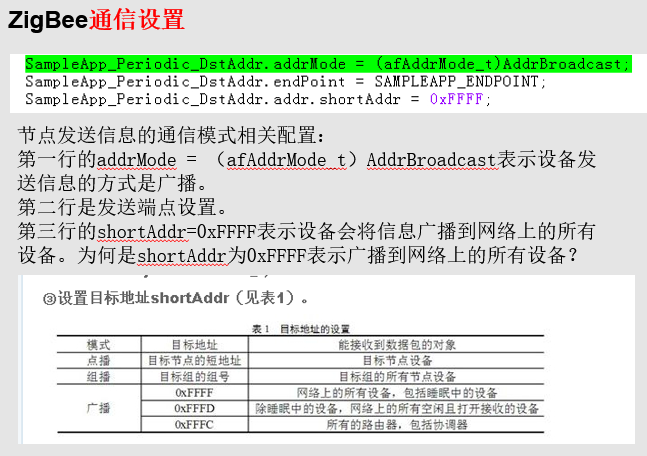 ZigBee通信设置
SampleApp_Periodic_DstAddr.addrMode = (afAddrMode_t)AddrBroadcast;
SampleApp_Periodic_DstAddr.endPoint = SAMPLEAPP_ENDPOINT;
SampleApp_Periodic_DstAddr.addr.shortAddr = 0xFFFF;
节点发送信息的通信模式相关配置：
第一行的addrMode = （afAddrMode_t）AddrBroadcast表示设备发
送信息的方式是广播。
第二行是发送端点设置。
第三行的shortAddr=0xFFFF表示设备会将信息广播到网络上的所有
设备。为何是shortAddr为0xFFFF表示广播到网络上的所有设备？
③设置目标地址shortAddr（见表1）。
表1 目标地址的设置
模式 目标地址 能接收到数据包的对象
点播 目标节点的短地址 目标节点设备
组播 目标组的组号 目标组的所有节点设备
广播 0xFFFF 网络上的所有设备，包括睡眠中的设备
0xFFFD 除睡眠中的设备，网络上的所有空闲且打开接收的设备
0xFFFC 所有的路由器，包括协调器